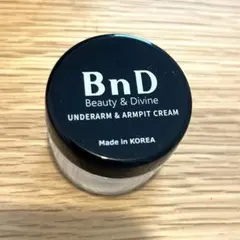 BnD
Beauty & Divine
UNDERARM & ARMPIT CREAM
Made in KOREA